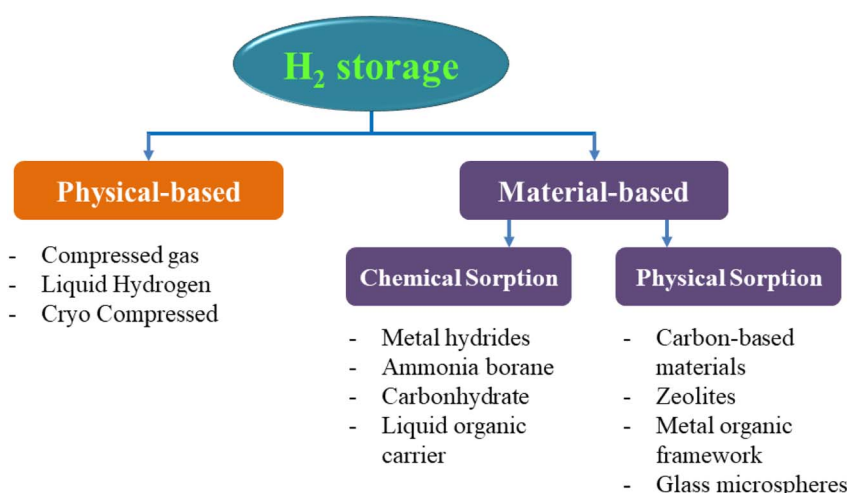 H₂ storage
Physical-based
Material-based
- Compressed gas
- Liquid Hydrogen
- Cryo Compressed
Chemical Sorption
- Metal hydrides
- Ammonia borane
- Carbonhydrate
- Liquid organic
carrier
Physical Sorption
- Carbon-based
materials
- Zeolites
- Metal organic
framework
- Glass microspheres